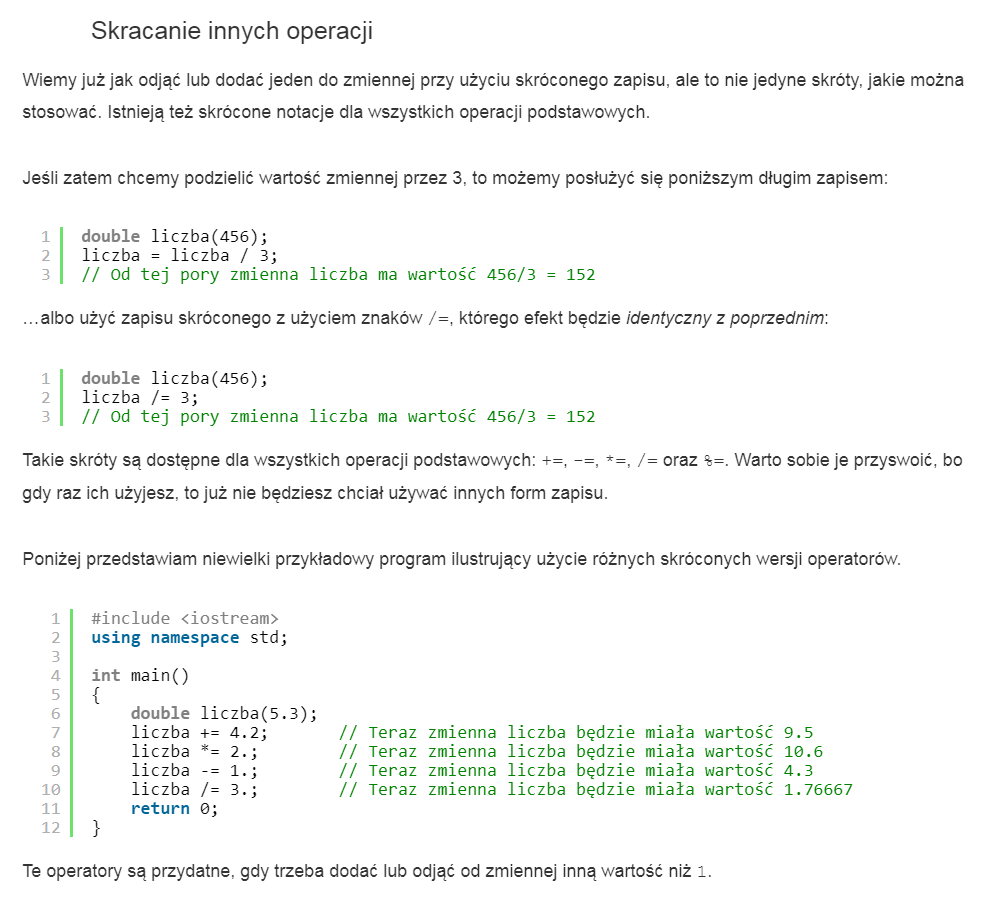 Skracanie innych operacji
Wiemy już jak odjąć lub dodać jeden do zmiennej przy użyciu skróconego zapisu, ale to nie jedyne skróty, jakie można
stosować. Istnieją też skrócone notacje dla wszystkich operacji podstawowych.
Jeśli zatem chcemy podzielić wartość zmiennej przez 3, to możemy posłużyć się poniższym długim zapisem:
1 double liczba(456);
2 liczba = liczba / 3;
3 // Od tej pory zmienna liczba ma wartość 456/3 = 152
…albo użyć zapisu skróconego z użyciem znaków /=, którego efekt będzie identyczny z poprzednim:
1 double liczba(456);
2 liczba /= 3;
3 // Od tej pory zmienna liczba ma wartość 456/3 = 152
Takie skróty są dostępne dla wszystkich operacji podstawowych: +=, -=, *=, /= oraz %=. Warto sobie je przyswoić, bo
gdy raz ich użyjesz, to już nie będziesz chciał używać innych form zapisu.
Poniżej przedstawiam niewielki przykładowy program ilustrujący użycie różnych skróconych wersji operatorów.
1 #include <iostream>
2 using namespace std;
3
4 int main()
5 {
6     double liczba(5.3);
7     liczba += 4.2;       // Teraz zmienna liczba będzie miała wartość 9.5
8     liczba *= 2.;        // Teraz zmienna liczba będzie miała wartość 10.6
9     liczba -= 1.;        // Teraz zmienna liczba będzie miała wartość 4.3
10     liczba /= 3.;        // Teraz zmienna liczba będzie miała wartość 1.76667
11     return 0;
12 }
Te operatory są przydatne, gdy trzeba dodać lub odjąć od zmiennej inną wartość niż 1.